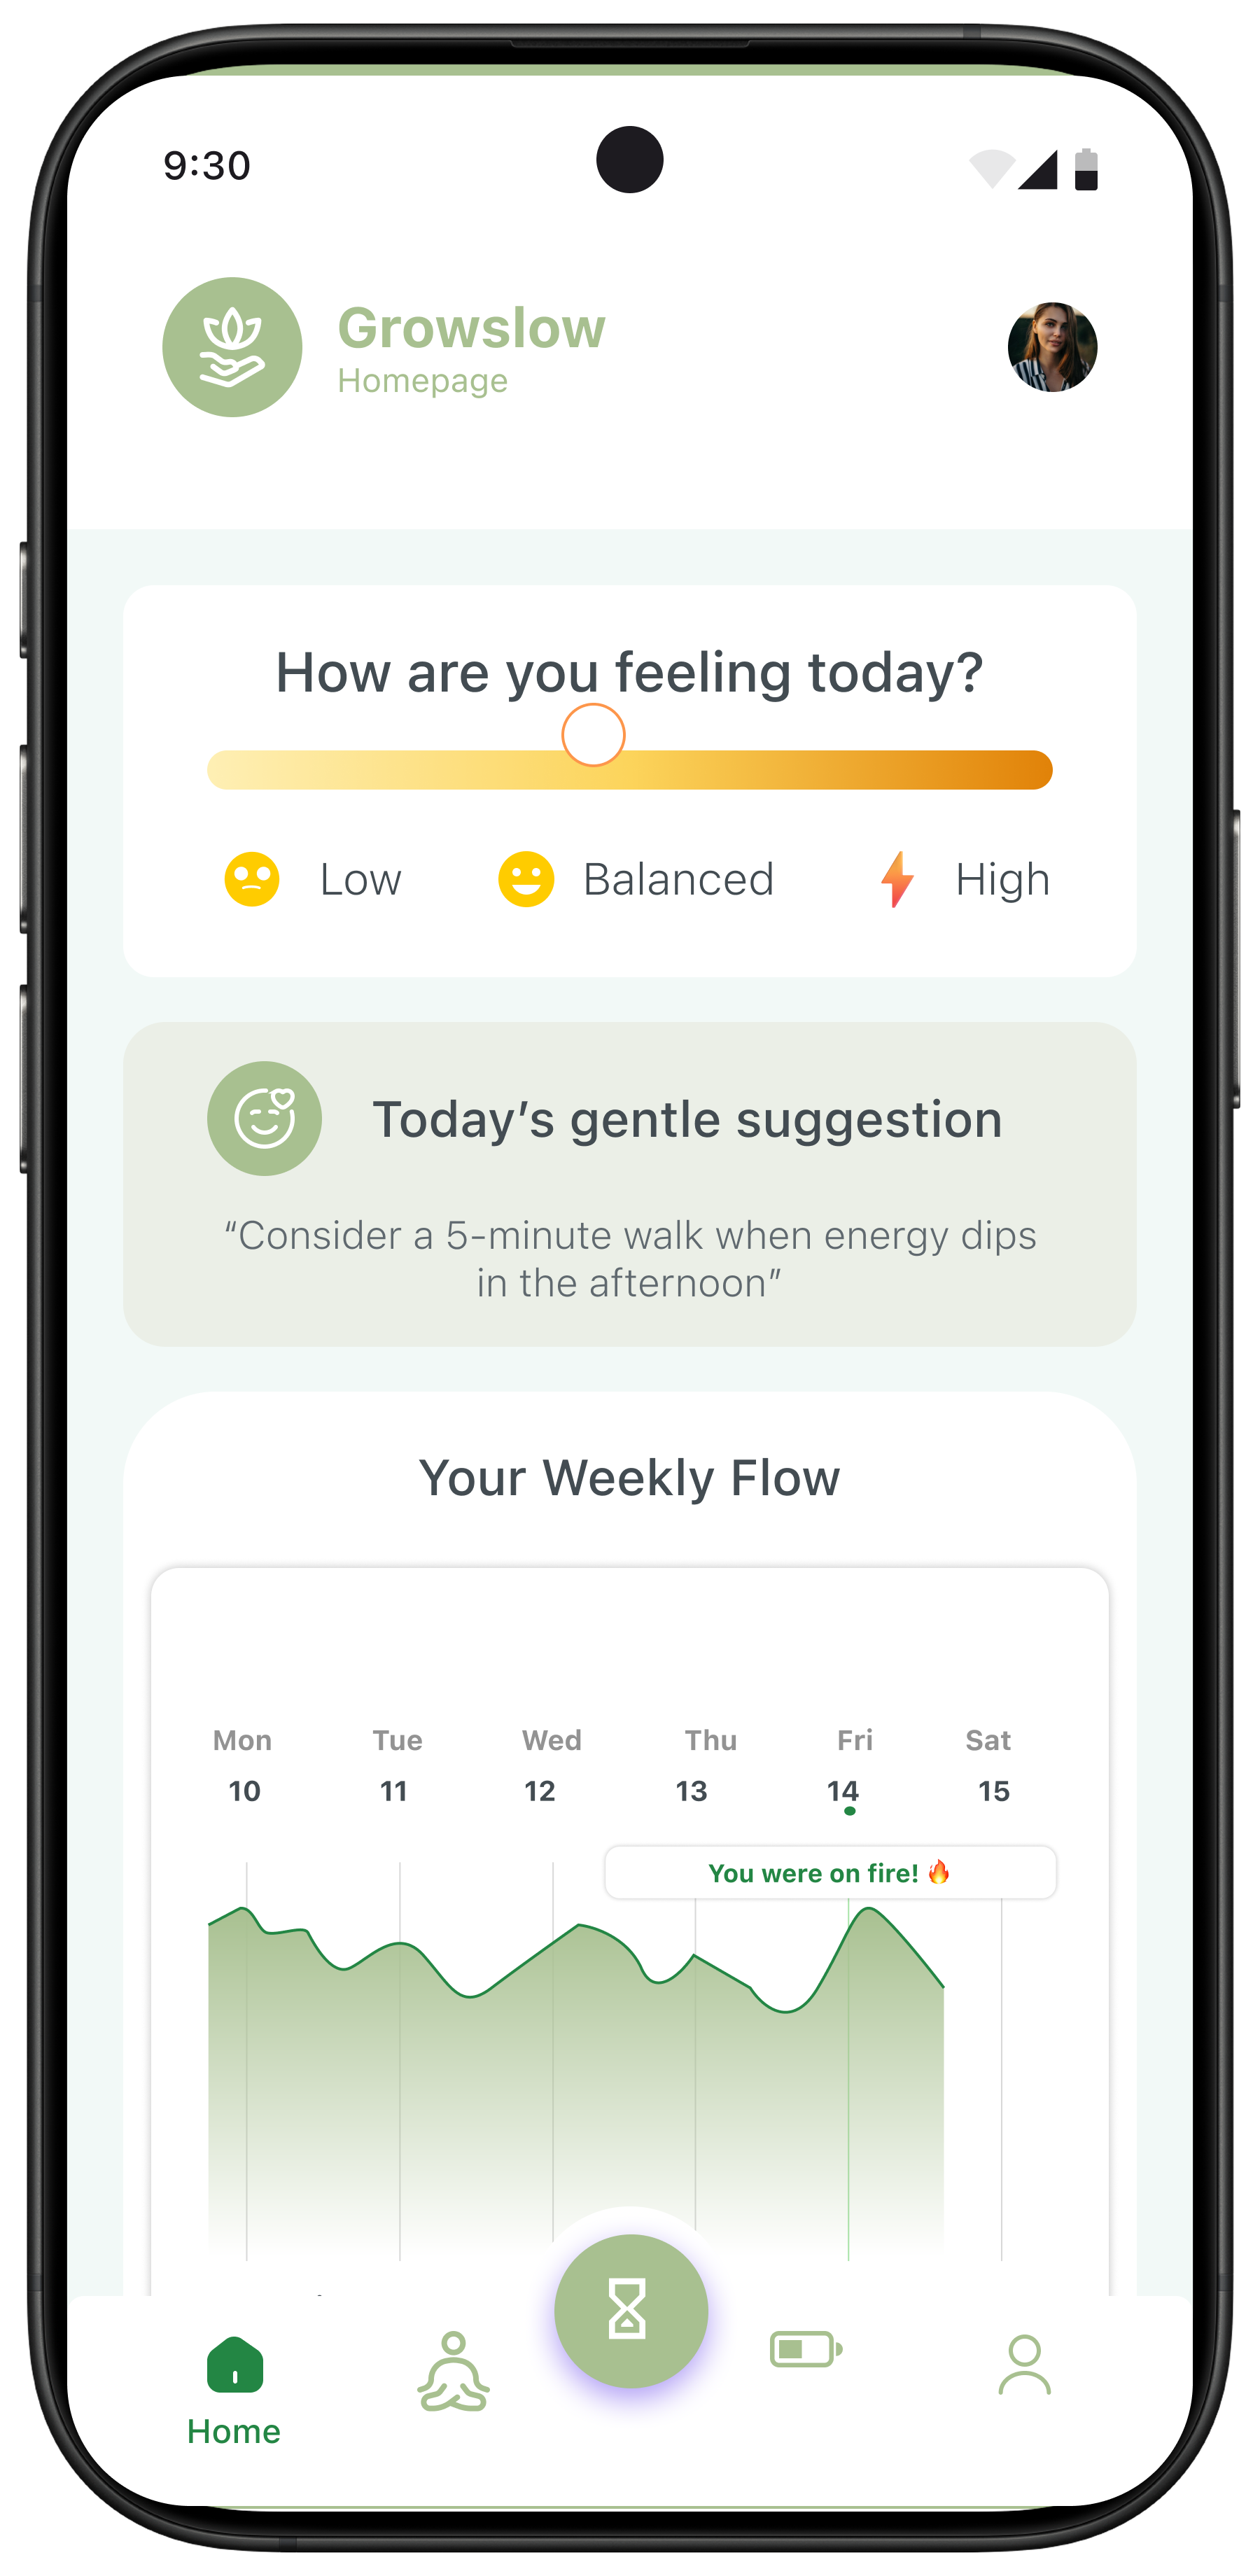 9:30
Growslow
Homepage
How are you feeling today?
Low Balanced High
Today’s gentle suggestion
“Consider a 5-minute walk when energy dips
in the afternoon”
Your Weekly Flow
Mon Tue Wed Thu Fri Sat
10 11 12 13 14 15
You were on fire! 🔥
Home